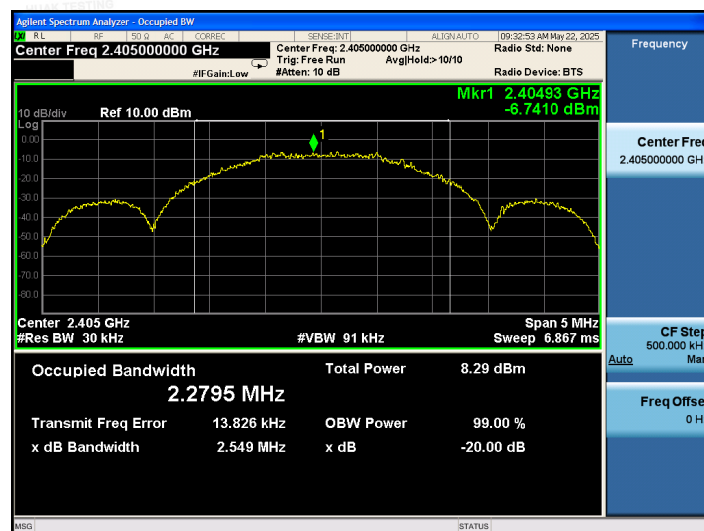 HUAK TESTING
Agilent Spectrum Analyzer - Occupied BW
LXI RL RF 50 Ω AC CORREC SENSE:INT ALIGNAUTO 09:32:53 AM May 22, 2025
Center Freq 2.405000000 GHz Center Freq: 2.405000000 GHz Radio Std: None Frequency
Trig: Free Run Avg|Hold:>10/10
#IFGain:Low #Atten: 10 dB Radio Device: BTS
Mkr1 2.40493 GHz
10 dB/div Ref 10.00 dBm -6.7410 dBm
Log
0.00 1
-10.0
-20.0
-30.0
-40.0
-50.0
-60.0
-70.0
-80.0
Center 2.405 GHz Span 5 MHz
#Res BW 30 kHz #VBW 91 kHz Sweep 6.867 ms
Occupied Bandwidth Total Power 8.29 dBm
2.2795 MHz
Transmit Freq Error 13.826 kHz OBW Power 99.00 %
x dB Bandwidth 2.549 MHz x dB -20.00 dB
Center Fre
2.405000000 GH
CF Step
500.000 kH
Auto Ma
Freq Offse
0 H
MSG STATUS